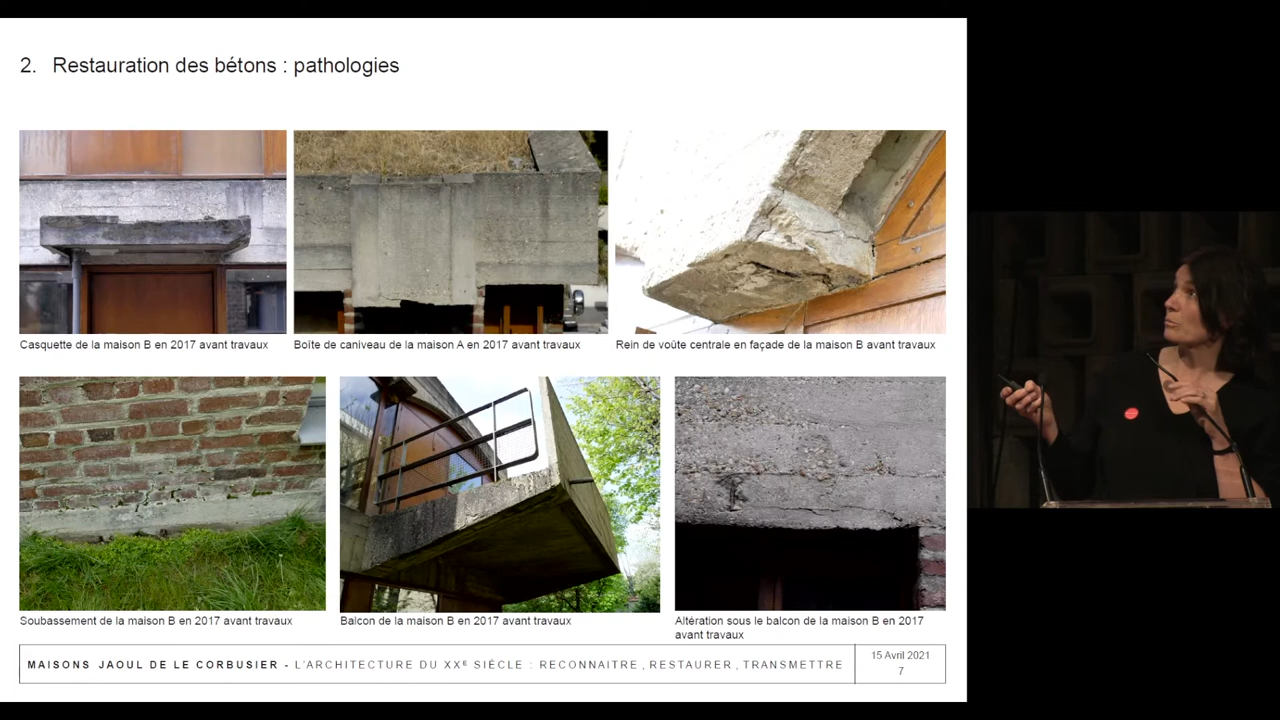 2. Restauration des bétons : pathologies
Casquette de la maison B en 2017 avant travaux
Boîte de caniveau de la maison A en 2017 avant travaux
Rein de voûte centrale en façade de la maison B avant travaux
Soubassement de la maison B en 2017 avant travaux
Balcon de la maison B en 2017 avant travaux
Altération sous le balcon de la maison B en 2017
avant travaux
MAISONS JAOUL DE LE CORBUSIER - L'ARCHITECTURE DU XXE SIÈCLE : RECONNAITRE , RESTAURER , TRANSMETTRE
15 Avril 2021
7